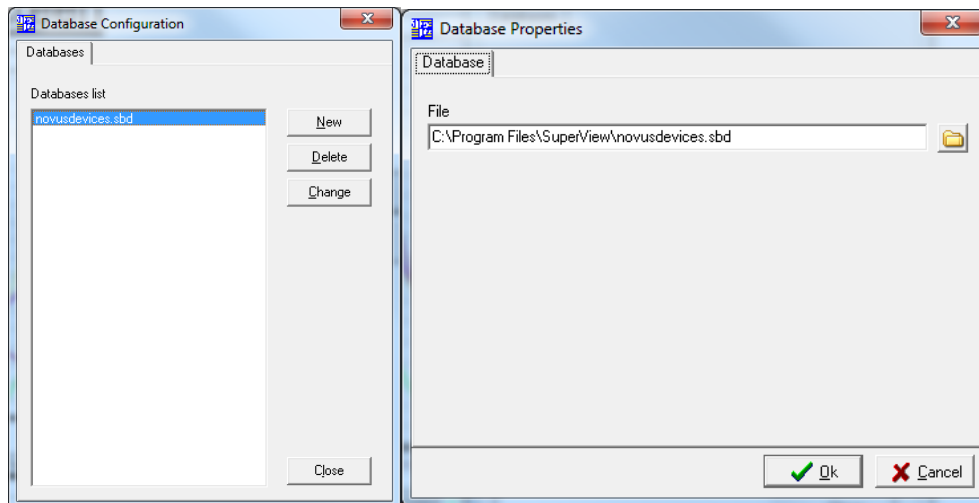 Database Configuration
Databases
Databases list
novusdevices.sbd
New
Delete
Change
Close
Database Properties
Database
File
C:\Program Files\SuperView\novusdevices.sbd
Ok
Cancel